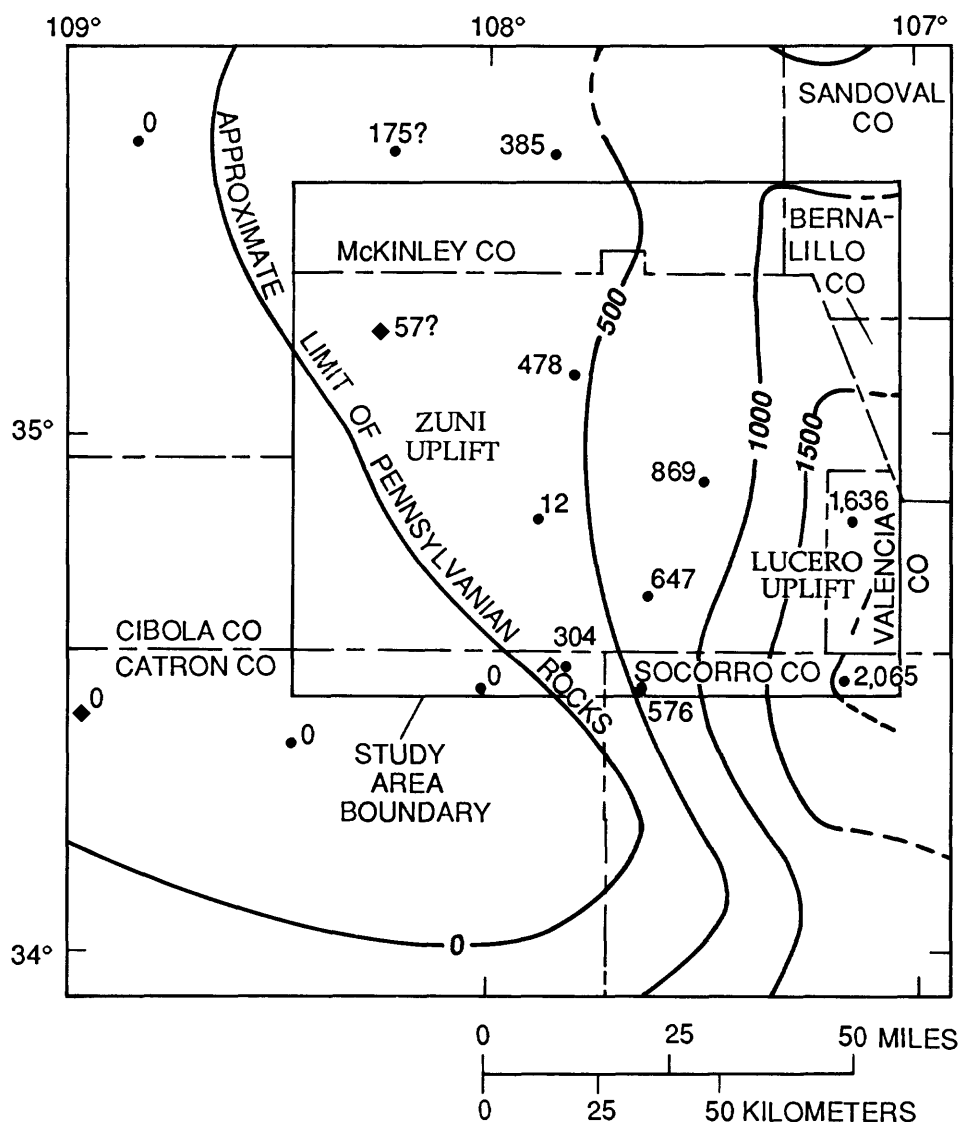 109°
108°
107°
SANDOVAL
CO
0
175?
385
APPROXIMATE
LIMIT OF PENNSYLVANIAN
ROCKS
McKINLEY CO
BERNA-
LILLO
CO
500
57?
478
1000
1500
35°
ZUNI
UPLIFT
869
12
1,636
LUCERO
UPLIFT
VALENCIA
CO
647
CIBOLA CO
CATRON CO
304
SOCORRO CO
0
2,065
0
576
0
STUDY
AREA
BOUNDARY
0
34°
0 25 50 MILES
0 25 50 KILOMETERS